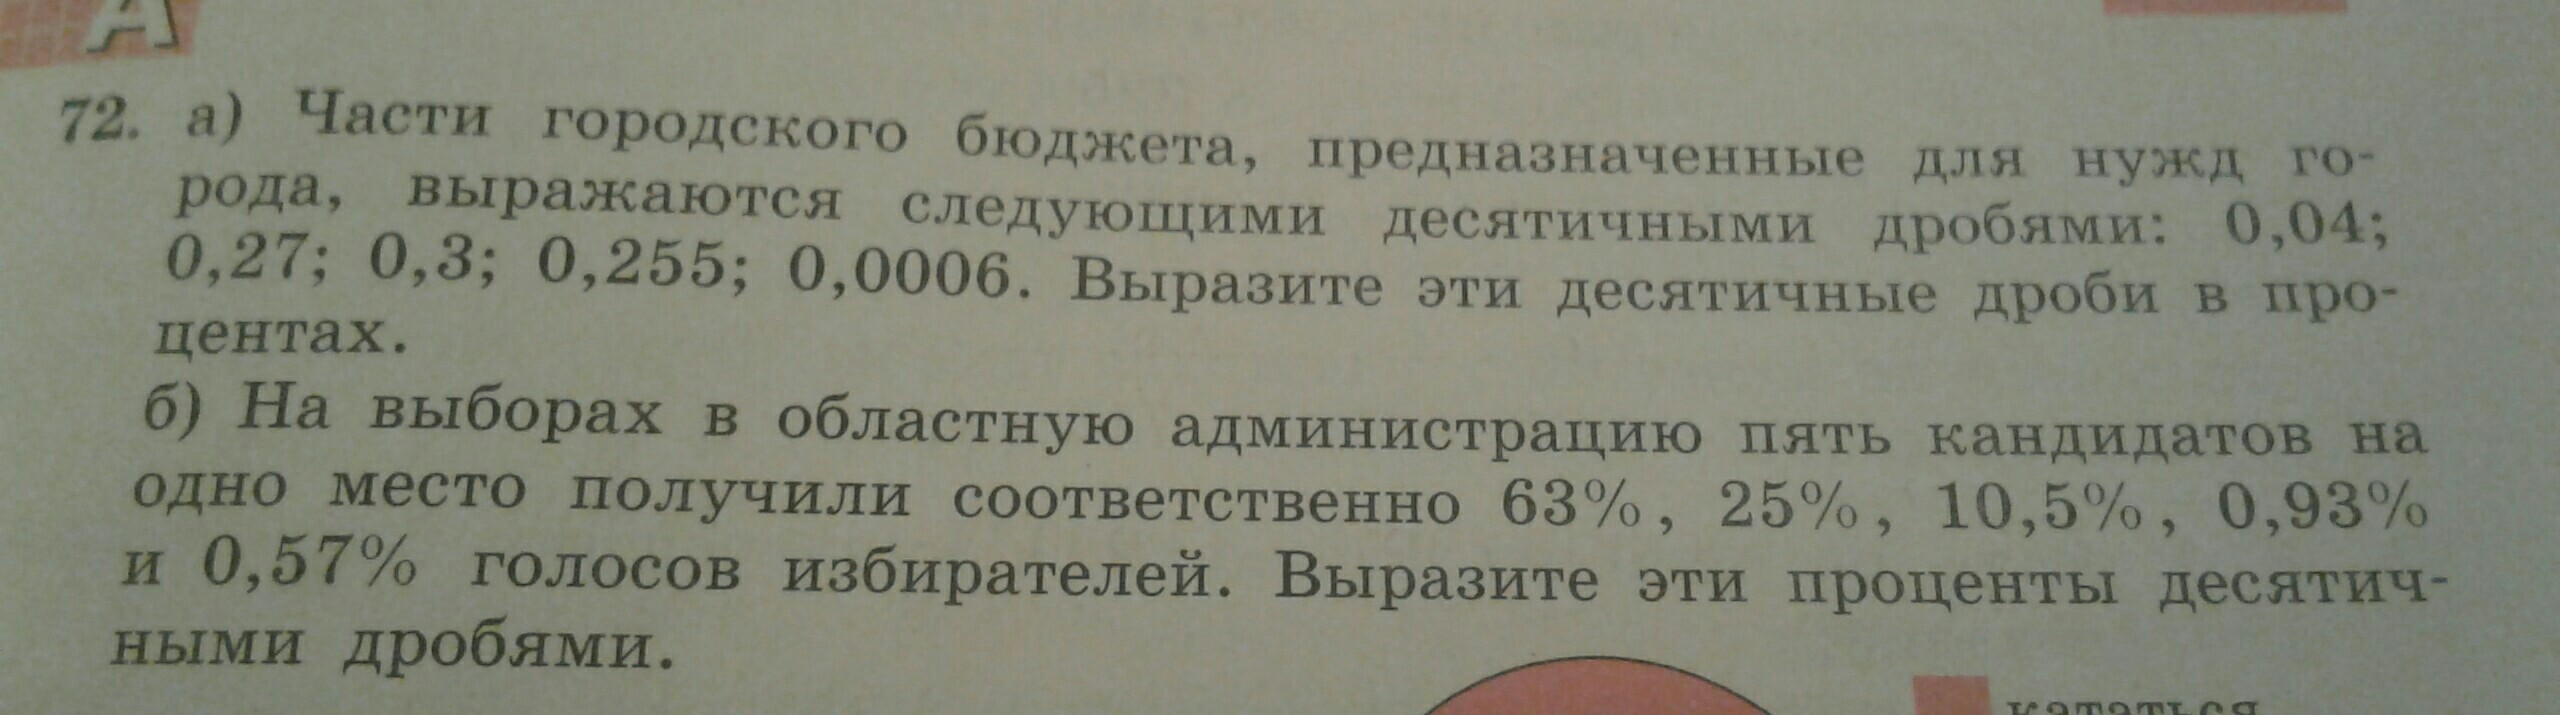 А
72. а) Части городского бюджета, предназначенные для нужд го-
рода, выражаются следующими десятичными дробями: 0,04;
0,27; 0,3; 0,255; 0,0006. Выразите эти десятичные дроби в про-
центах.
б) На выборах в областную администрацию пять кандидатов на
одно место получили соответственно 63%, 25%, 10,5%, 0,93%
и 0,57% голосов избирателей. Выразите эти проценты десятич-
ными дробями.
кататься